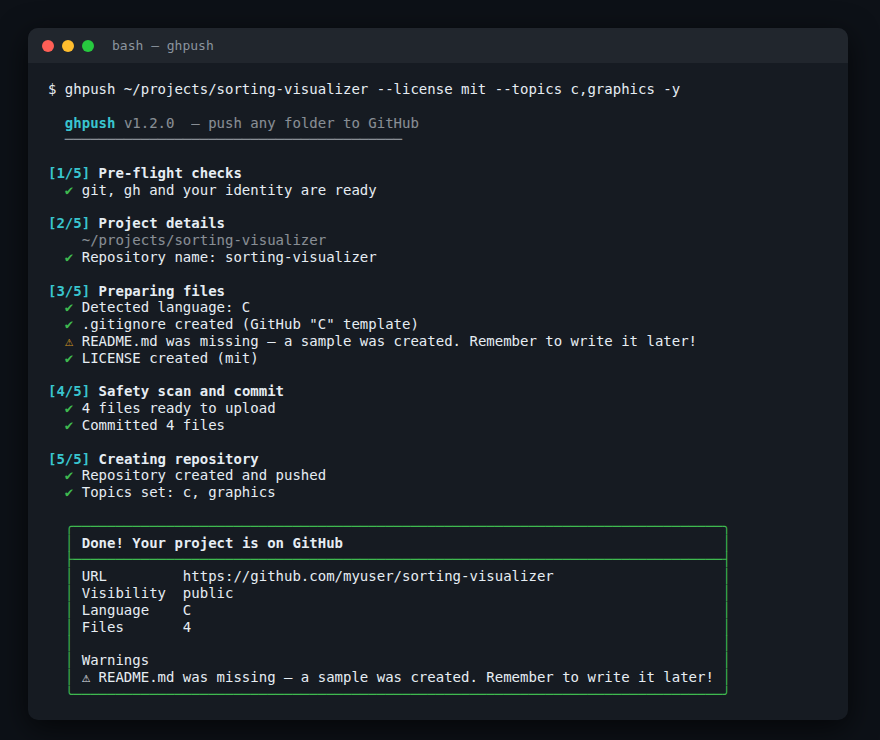 bash — ghpush
$ ghpush ~/projects/sorting-visualizer --license mit --topics c,graphics -y
ghpush v1.2.0 — push any folder to GitHub
[1/5] Pre-flight checks
✔ git, gh and your identity are ready
[2/5] Project details
~/projects/sorting-visualizer
✔ Repository name: sorting-visualizer
[3/5] Preparing files
✔ Detected language: C
✔ .gitignore created (GitHub "C" template)
⚠ README.md was missing — a sample was created. Remember to write it later!
✔ LICENSE created (mit)
[4/5] Safety scan and commit
✔ 4 files ready to upload
✔ Committed 4 files
[5/5] Creating repository
✔ Repository created and pushed
✔ Topics set: c, graphics
Done! Your project is on GitHub
URL https://github.com/myuser/sorting-visualizer
Visibility public
Language C
Files 4
Warnings
⚠ README.md was missing — a sample was created. Remember to write it later!